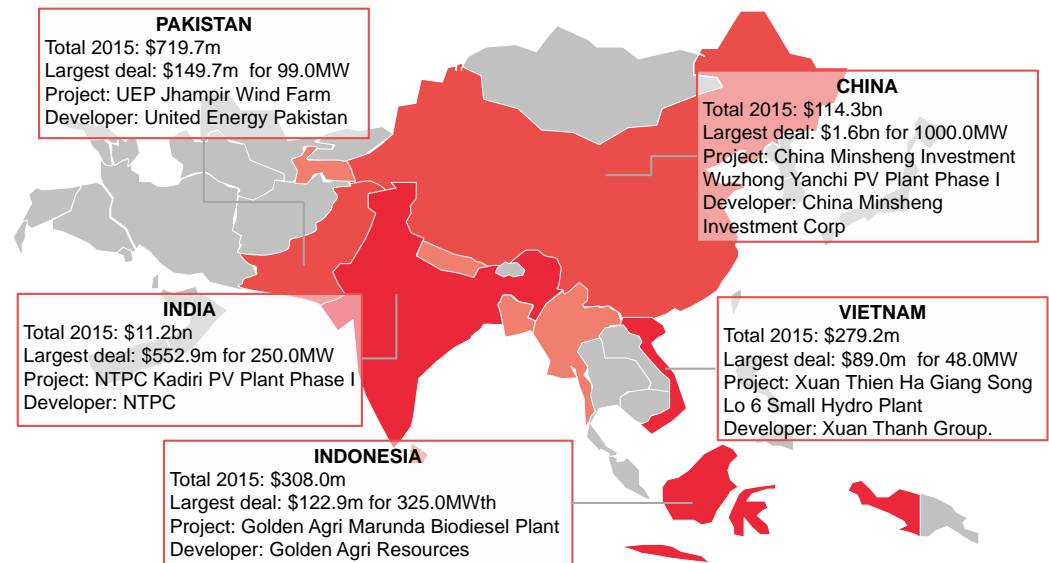 PAKISTAN
Total 2015: $719.7m
Largest deal: $149.7m for 99.0MW
Project: UEP Jhampir Wind Farm
Developer: United Energy Pakistan
CHINA
Total 2015: $114.3bn
Largest deal: $1.6bn for 1000.0MW
Project: China Minsheng Investment
Wuzhong Yanchi PV Plant Phase I
Developer: China Minsheng
Investment Corp
INDIA
Total 2015: $11.2bn
Largest deal: $552.9m for 250.0MW
Project: NTPC Kadiri PV Plant Phase I
Developer: NTPC
VIETNAM
Total 2015: $279.2m
Largest deal: $89.0m for 48.0MW
Project: Xuan Thien Ha Giang Song
Lo 6 Small Hydro Plant
Developer: Xuan Thanh Group.
INDONESIA
Total 2015: $308.0m
Largest deal: $122.9m for 325.0MWth
Project: Golden Agri Marunda Biodiesel Plant
Developer: Golden Agri Resources